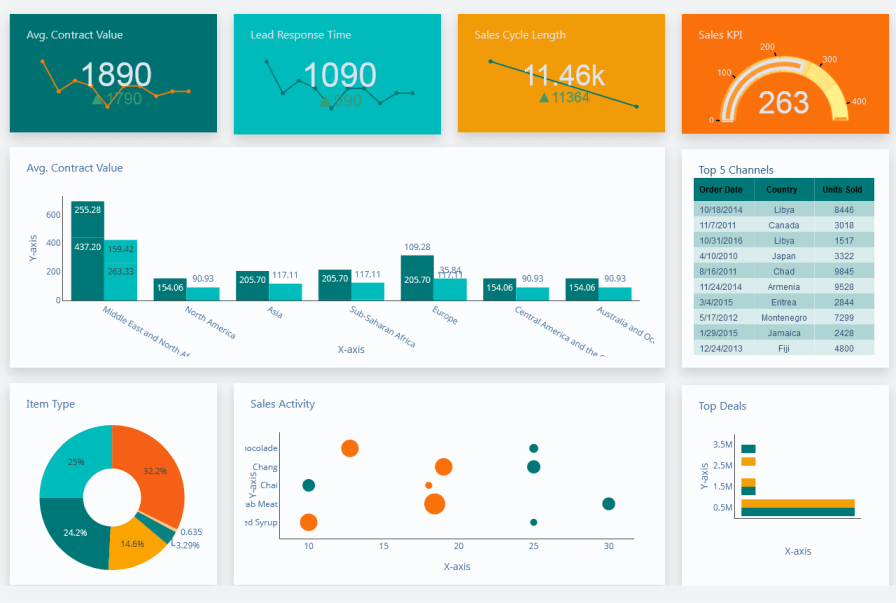 Avg. Contract Value
1890
▲1790
Lead Response Time
1090
▲990
Sales Cycle Length
11.46k
▲11364
Sales KPI
0
100
200
300
400
263
Avg. Contract Value
Y-axis
600
400
200
0
255.28
437.20
159.42
263.33
154.06
90.93
205.70
117.11
205.70
117.11
109.28
205.70
35.84
117.11
154.06
90.93
154.06
90.93
Middle East and North Af
North America
Asia
Sub-Saharan Africa
Europe
Central America and the
Australia and Oc
X-axis
Top 5 Channels
Order Date Country Units Sold
10/18/2014 Libya 8446
11/7/2011 Canada 3018
10/31/2016 Libya 1517
4/10/2010 Japan 3322
8/16/2011 Chad 9845
11/24/2014 Armenia 9528
3/4/2015 Eritrea 2844
5/17/2012 Montenegro 7299
1/29/2015 Jamaica 2428
12/24/2013 Fiji 4800
Item Type
25%
32.2%
24.2%
14.6%
0.635
3.29%
Sales Activity
Y-axis
ocolade
Chang
Chai
ab Meat
ed Syrup
10 15 20 25 30
X-axis
Top Deals
Y-axis
3.5M
2.5M
1.5M
0.5M
X-axis